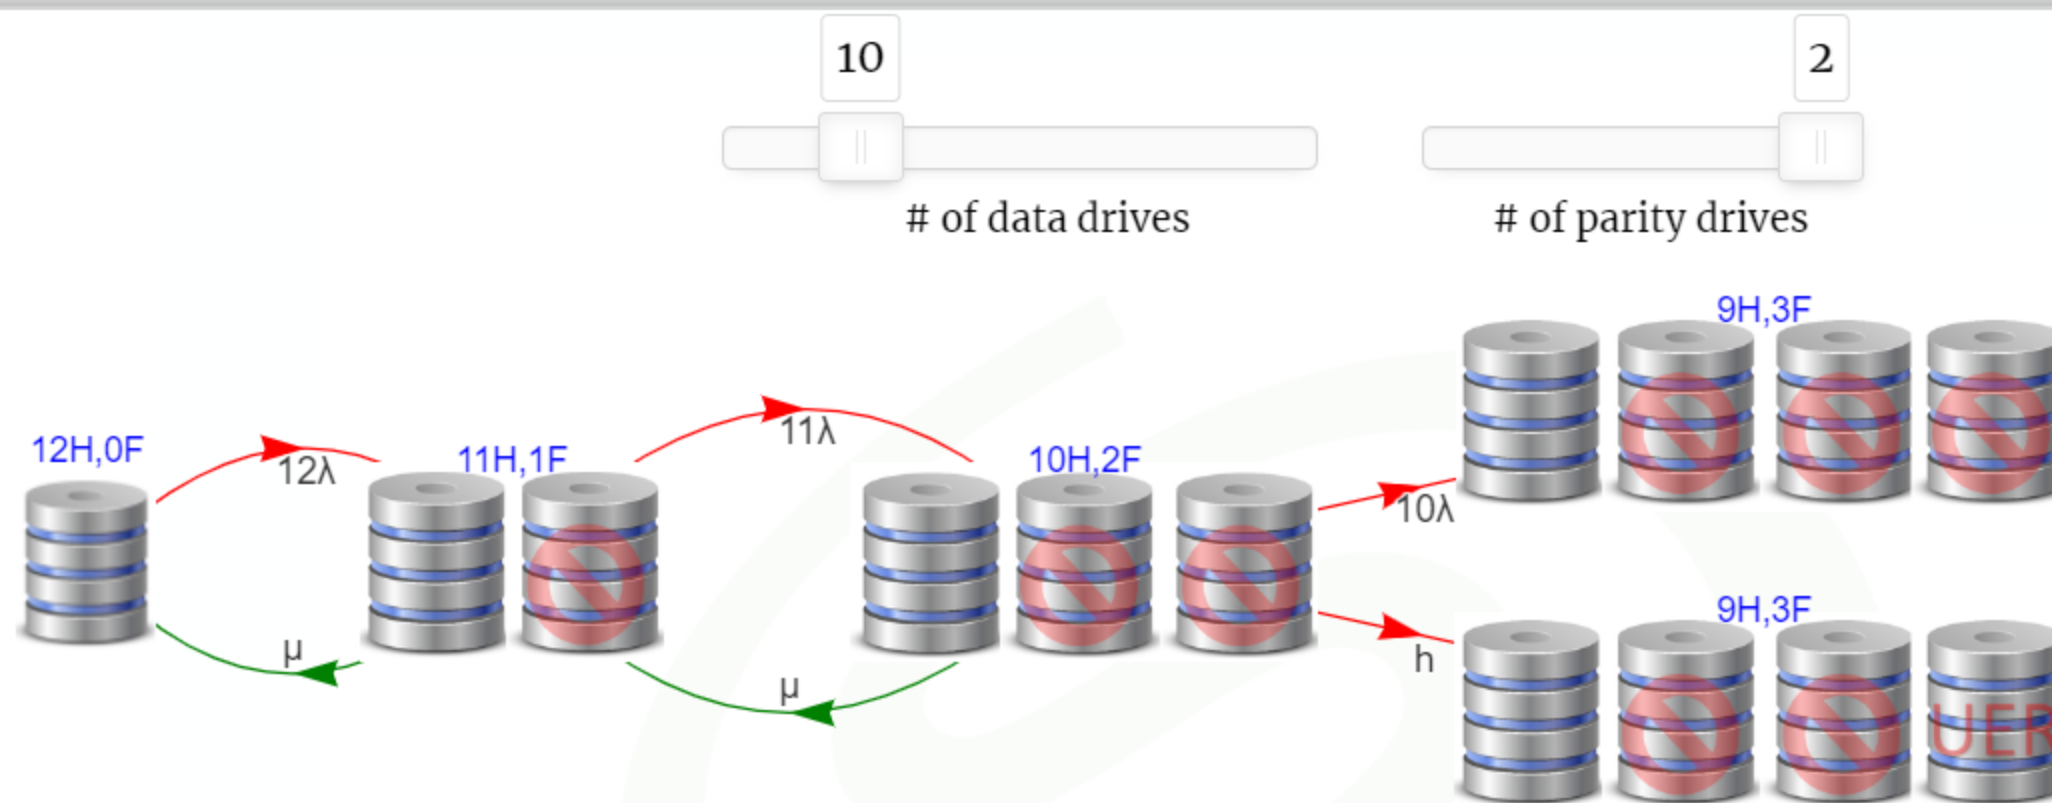 10
2
# of data drives
# of parity drives
9H,3F
12H,0F
12λ
11H,1F
11λ
10H,2F
10λ
9H,3F
μ
μ
h
UER